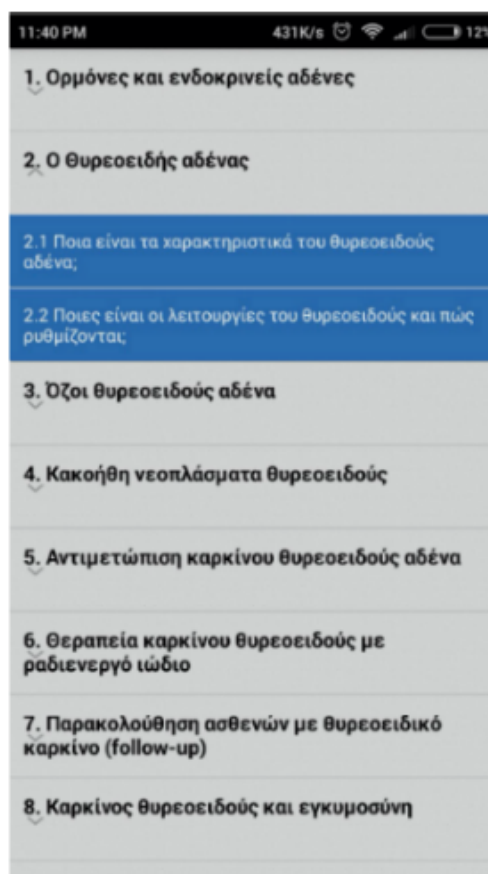 11:40 PM 431K/s 12%
1. Ορμόνες και ενδοκρινείς αδένες
2. Ο Θυρεοειδής αδένας
2.1 Ποια είναι τα χαρακτηριστικά του θυρεοειδούς
αδένα;
2.2 Ποιες είναι οι λειτουργίες του θυρεοειδούς και πώς
ρυθμίζονται;
3. Όζοι θυρεοειδούς αδένα
4. Κακοήθη νεοπλάσματα θυρεοειδούς
5. Αντιμετώπιση καρκίνου θυρεοειδούς αδένα
6. Θεραπεία καρκίνου θυρεοειδούς με
ραδιενεργό ιώδιο
7. Παρακολούθηση ασθενών με θυρεοειδικό
καρκίνο (follow-up)
8. Καρκίνος θυρεοειδούς και εγκυμοσύνη